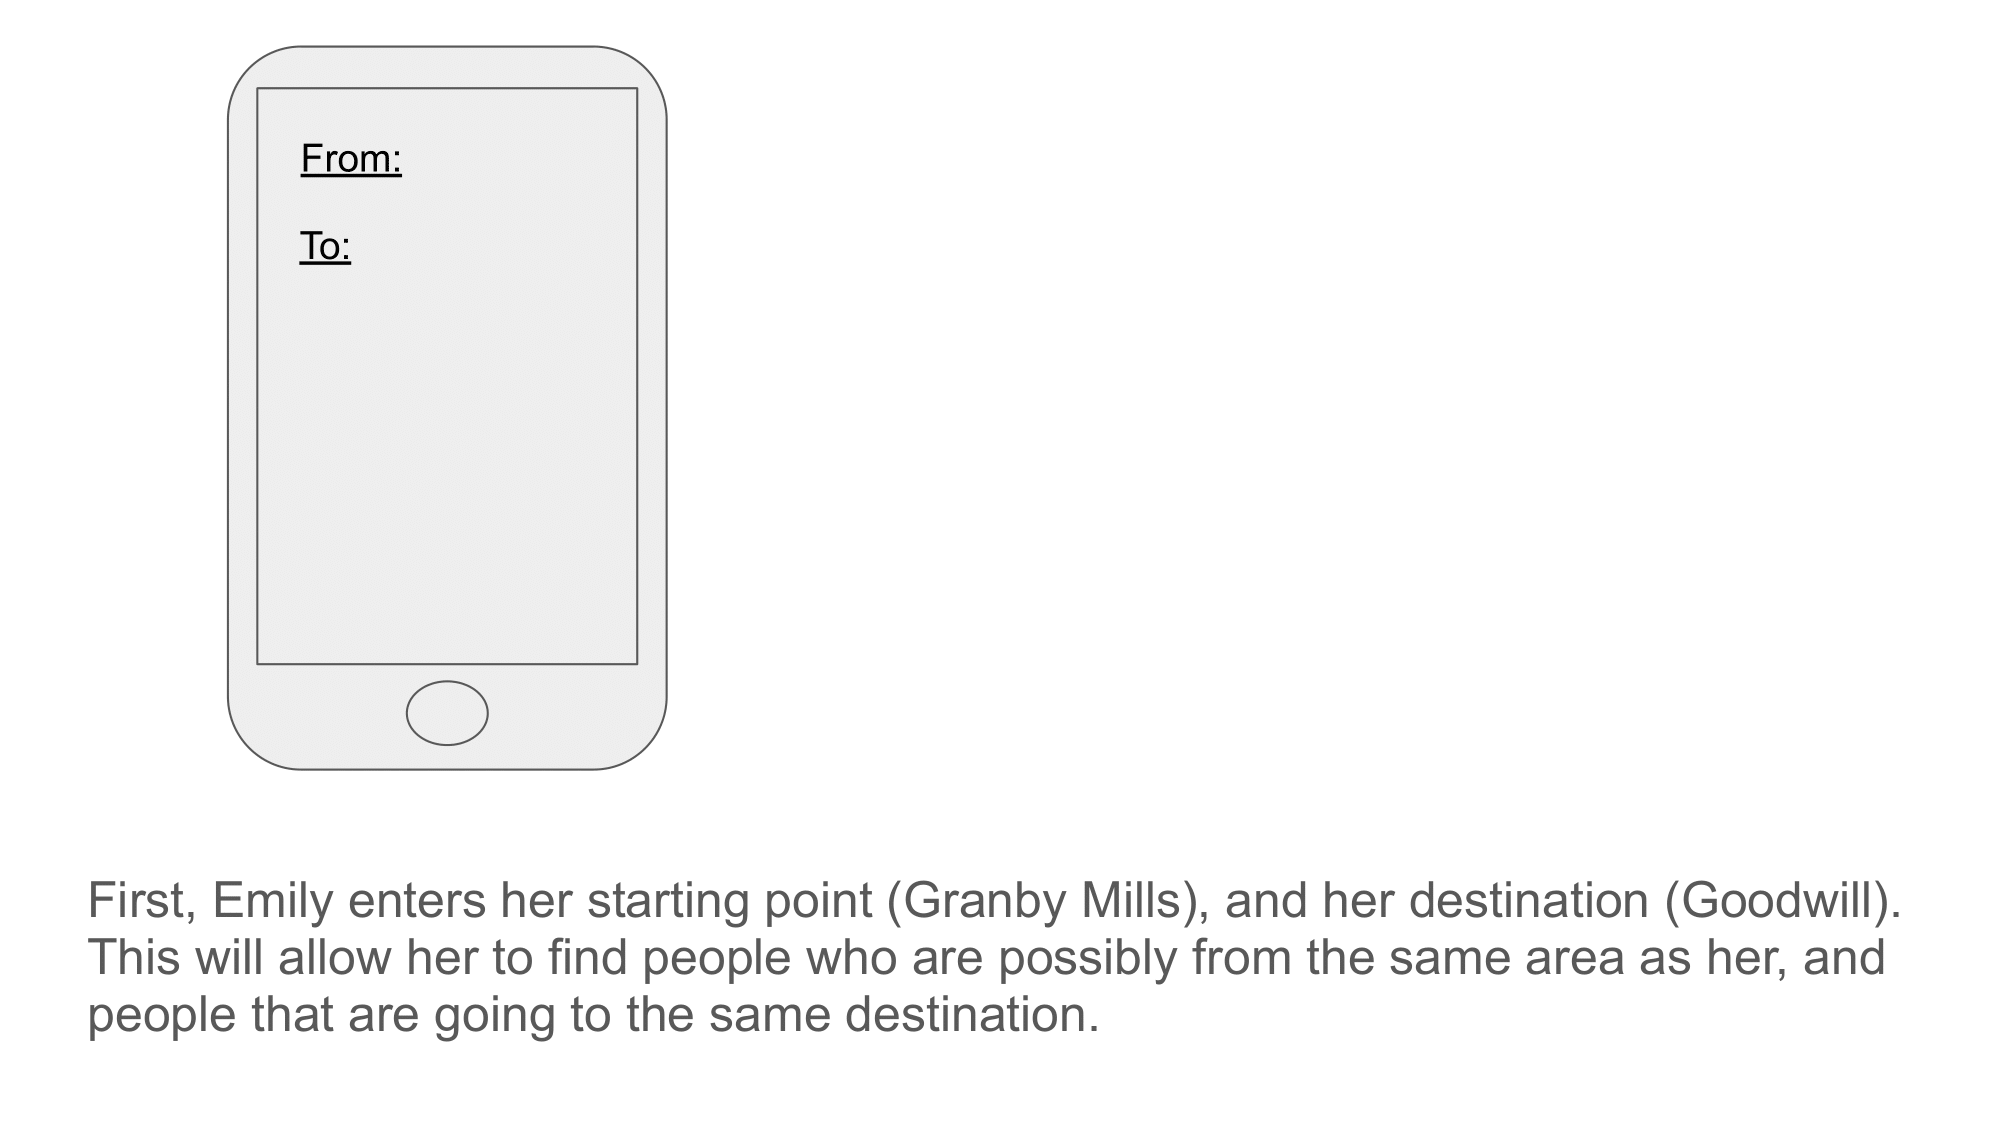 From:
To:
First, Emily enters her starting point (Granby Mills), and her destination (Goodwill).
This will allow her to find people who are possibly from the same area as her, and
people that are going to the same destination.